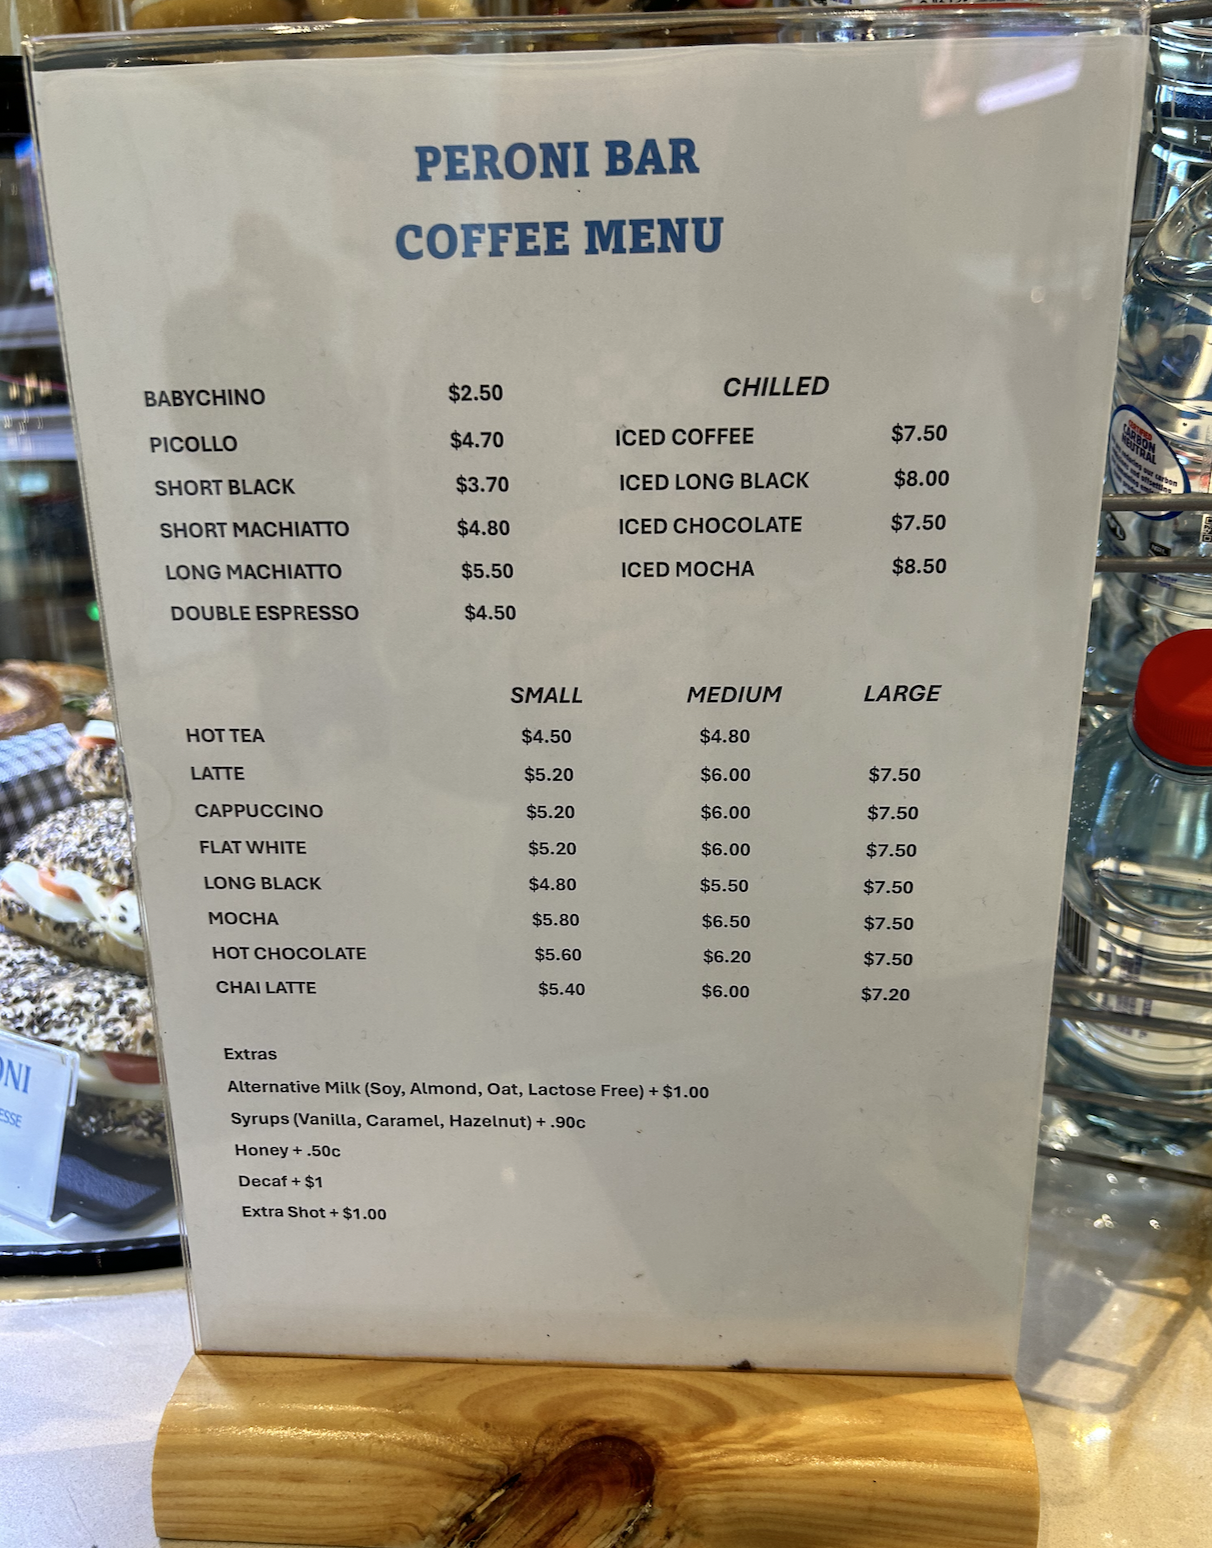 PERONI BAR
COFFEE MENU
BABYCHINO $2.50
PICOLLO $4.70
SHORT BLACK $3.70
SHORT MACHIATTO $4.80
LONG MACHIATTO $5.50
DOUBLE ESPRESSO $4.50
CHILLED
ICED COFFEE $7.50
ICED LONG BLACK $8.00
ICED CHOCOLATE $7.50
ICED MOCHA $8.50
SMALL MEDIUM LARGE
HOT TEA $4.50 $4.80
LATTE $5.20 $6.00 $7.50
CAPPUCCINO $5.20 $6.00 $7.50
FLAT WHITE $5.20 $6.00 $7.50
LONG BLACK $4.80 $5.50 $7.50
MOCHA $5.80 $6.50 $7.50
HOT CHOCOLATE $5.60 $6.20 $7.50
CHAI LATTE $5.40 $6.00 $7.20
Extras
Alternative Milk (Soy, Almond, Oat, Lactose Free) + $1.00
Syrups (Vanilla, Caramel, Hazelnut) + .90c
Honey + .50c
Decaf + $1
Extra Shot + $1.00
CERTIFIED
CARBON
NEUTRAL
ONI
ESSE